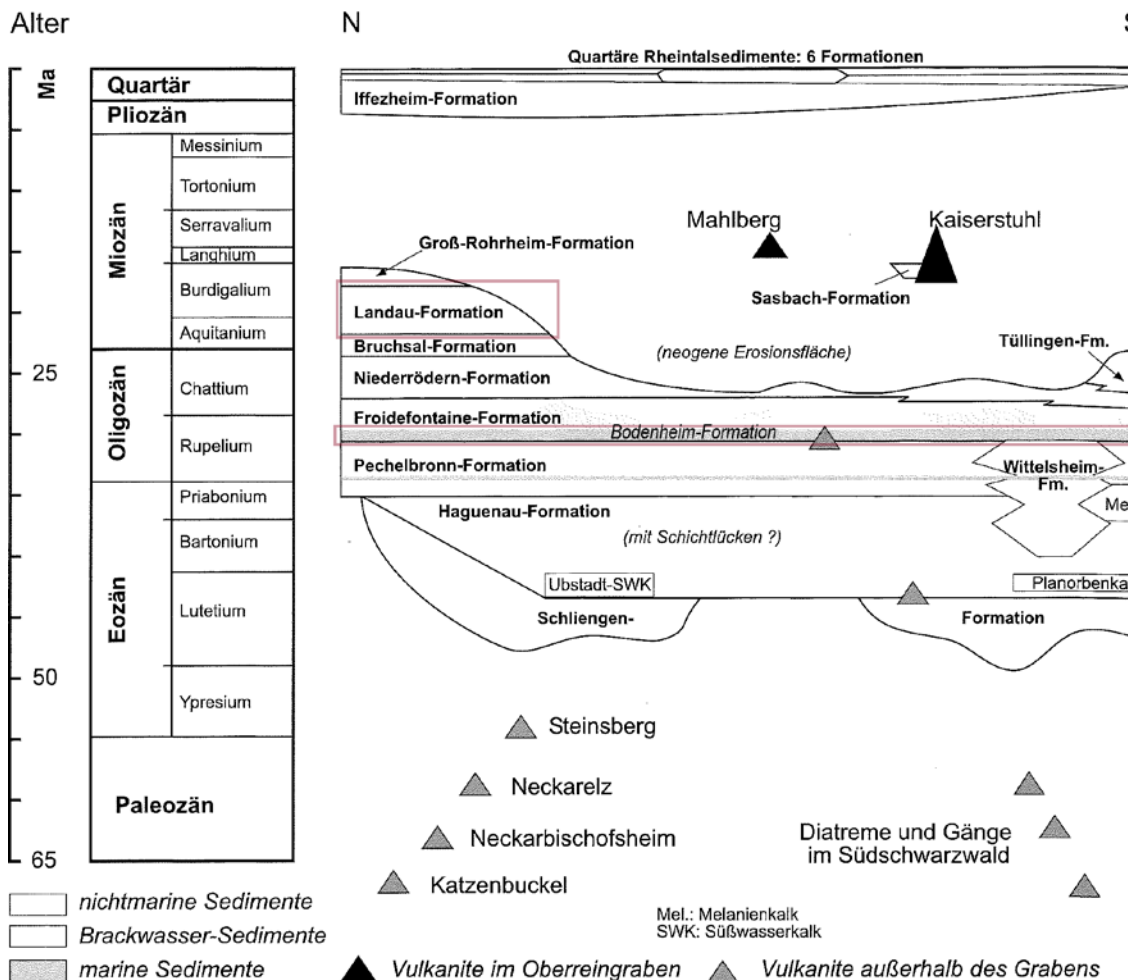 Alter
N
S
Ma
25
50
65
Quartär
Pliozän
Miozän
Messinium
Tortonium
Serravalium
Langhium
Burdigalium
Aquitanium
Oligozän
Chattium
Rupelium
Eozän
Priabonium
Bartonium
Lutetium
Ypresium
Paleozän
Quartäre Rheintalsedimente: 6 Formationen
Iffezheim-Formation
Mahlberg
Kaiserstuhl
Groß-Rohrheim-Formation
Sasbach-Formation
Landau-Formation
Bruchsal-Formation
(neogene Erosionsfläche)
Tüllingen-Fm.
Niederrödern-Formation
Froidefontaine-Formation
Bodenheim-Formation
Pechelbronn-Formation
Wittelsheim-
Fm.
Haguenau-Formation
Me
(mit Schichtlücken ?)
Ubstadt-SWK
Planorbenka
Schliengen-
Formation
Steinsberg
Neckarelz
Neckarbischofsheim
Katzenbuckel
Diatreme und Gänge
im Südschwarzwald
Mel.: Melanienkalk
SWK: Süßwasserkalk
nichtmarine Sedimente
Brackwasser-Sedimente
marine Sedimente
Vulkanite im Oberreingraben
Vulkanite außerhalb des Grabens